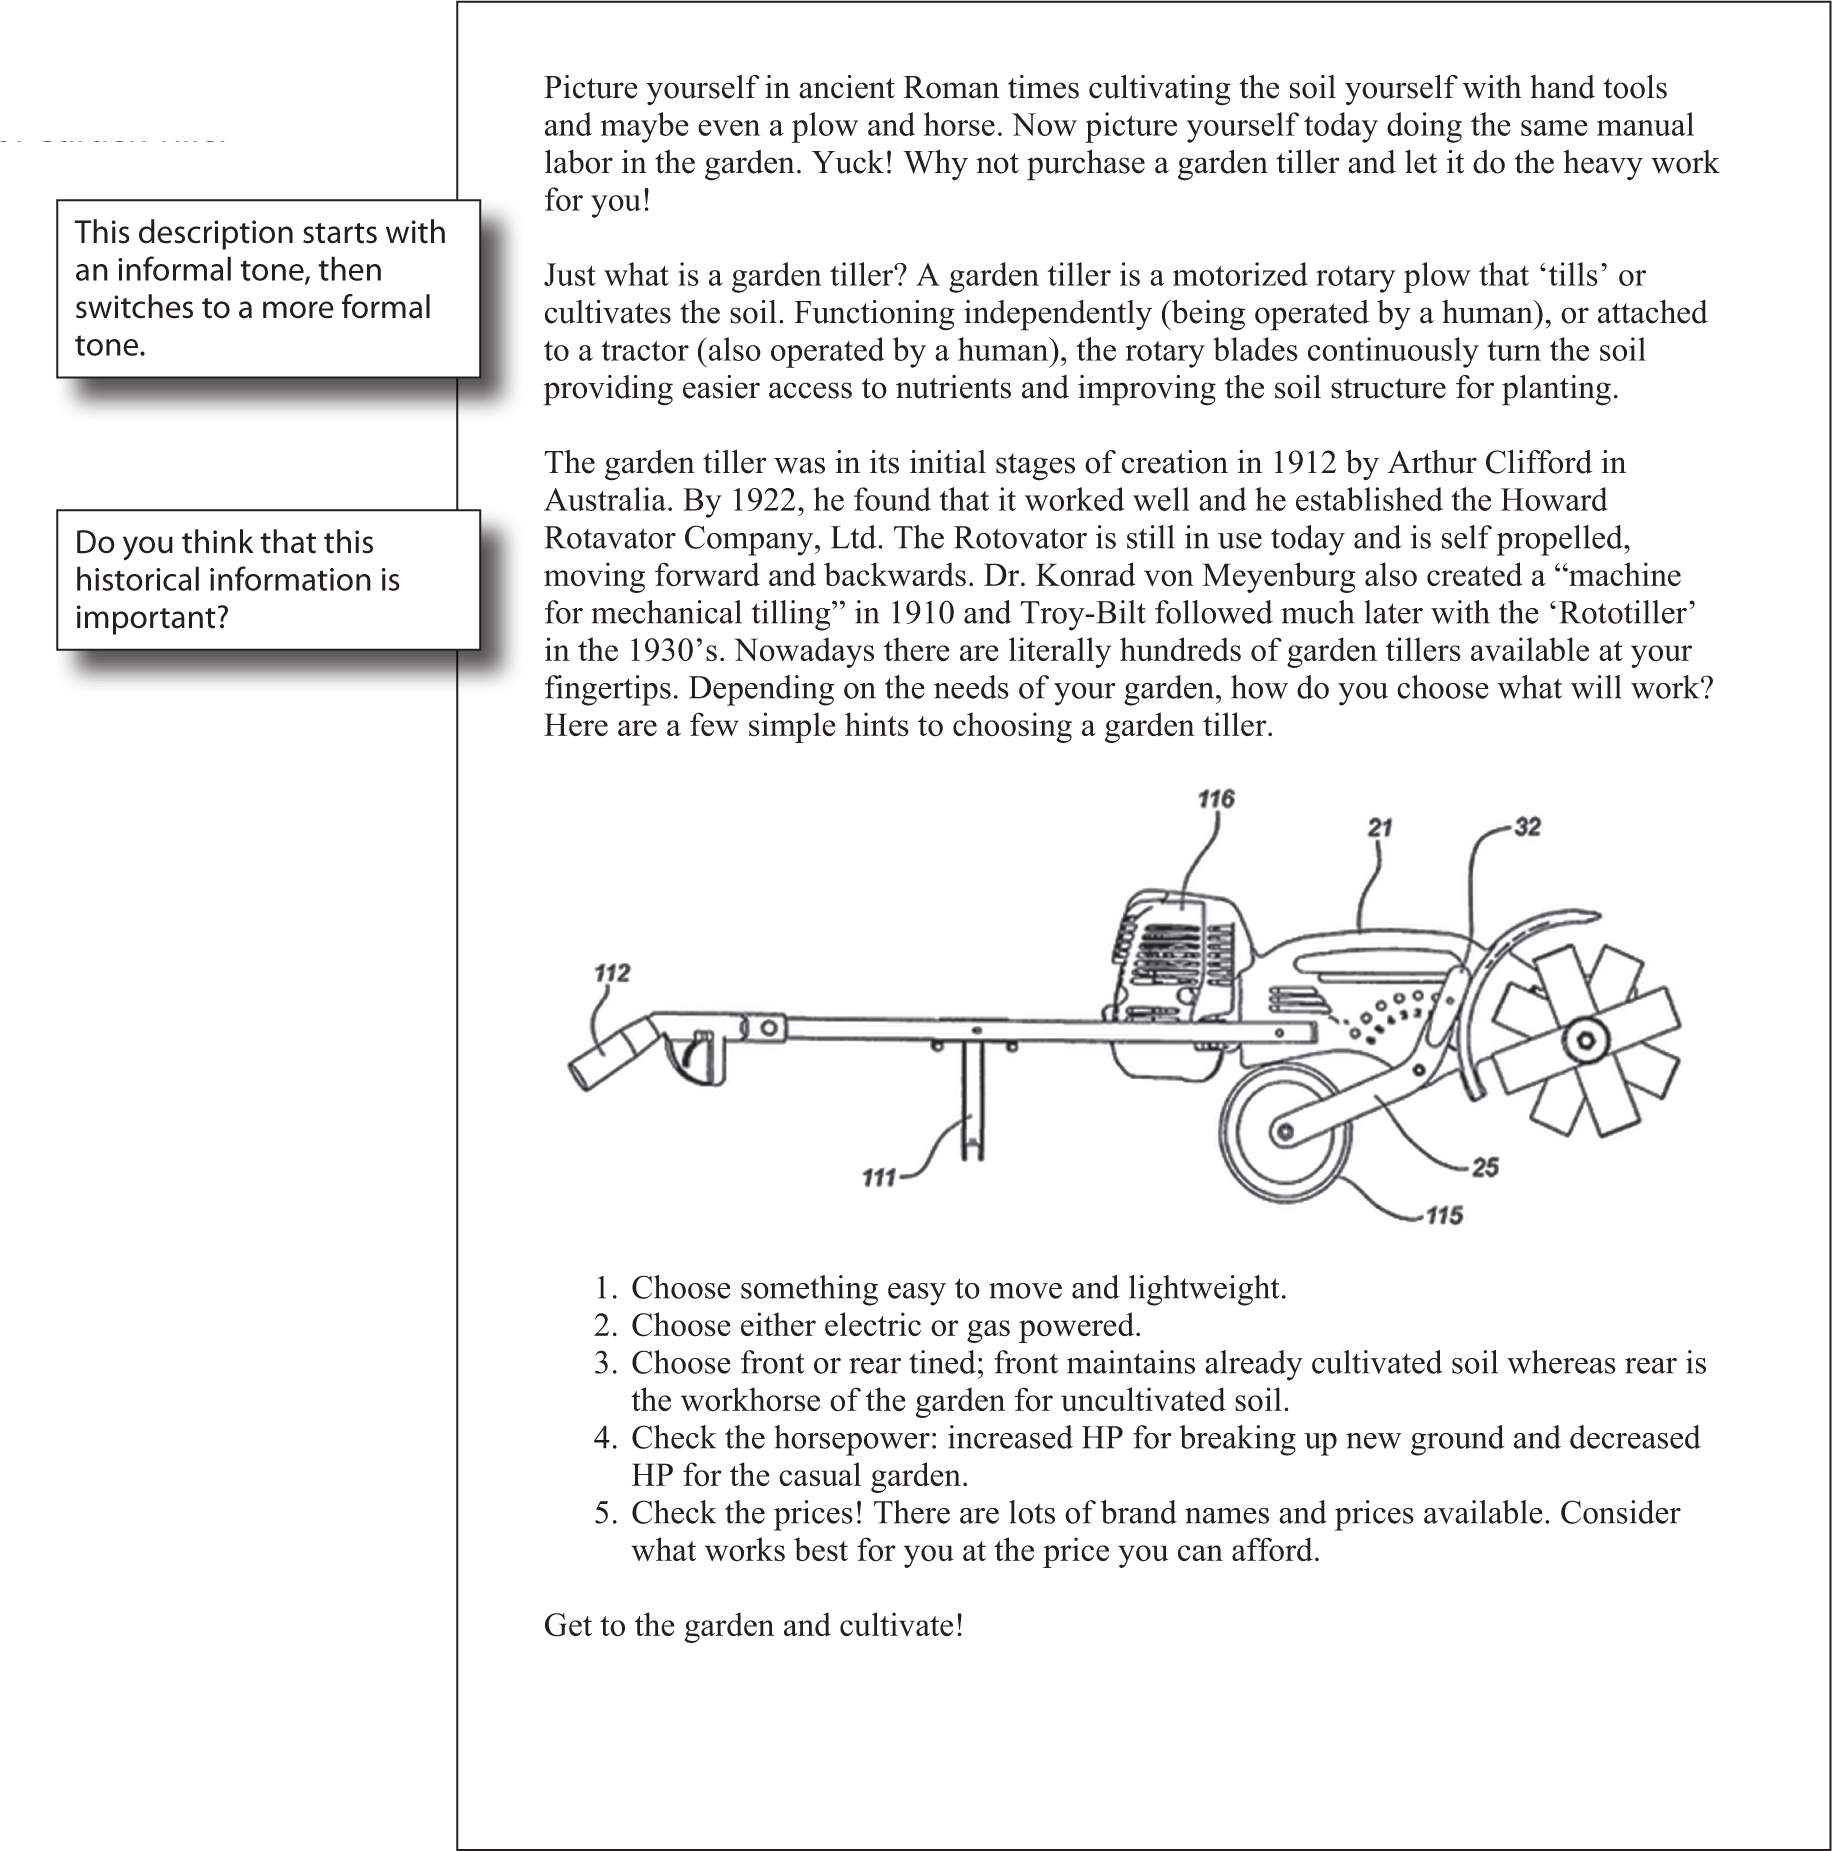 Picture yourself in ancient Roman times cultivating the soil yourself with hand tools
and maybe even a plow and horse. Now picture yourself today doing the same manual
labor in the garden. Yuck! Why not purchase a garden tiller and let it do the heavy work
for you!
This description starts with
an informal tone, then
switches to a more formal
tone.
Just what is a garden tiller? A garden tiller is a motorized rotary plow that ‘tills’ or
cultivates the soil. Functioning independently (being operated by a human), or attached
to a tractor (also operated by a human), the rotary blades continuously turn the soil
providing easier access to nutrients and improving the soil structure for planting.
Do you think that this
historical information is
important?
The garden tiller was in its initial stages of creation in 1912 by Arthur Clifford in
Australia. By 1922, he found that it worked well and he established the Howard
Rotavator Company, Ltd. The Rotovator is still in use today and is self propelled,
moving forward and backwards. Dr. Konrad von Meyenburg also created a “machine
for mechanical tilling” in 1910 and Troy-Bilt followed much later with the ‘Rototiller’
in the 1930’s. Nowadays there are literally hundreds of garden tillers available at your
fingertips. Depending on the needs of your garden, how do you choose what will work?
Here are a few simple hints to choosing a garden tiller.
116
21
32
112
111
25
115
1. Choose something easy to move and lightweight.
2. Choose either electric or gas powered.
3. Choose front or rear tined; front maintains already cultivated soil whereas rear is
the workhorse of the garden for uncultivated soil.
4. Check the horsepower: increased HP for breaking up new ground and decreased
HP for the casual garden.
5. Check the prices! There are lots of brand names and prices available. Consider
what works best for you at the price you can afford.
Get to the garden and cultivate!